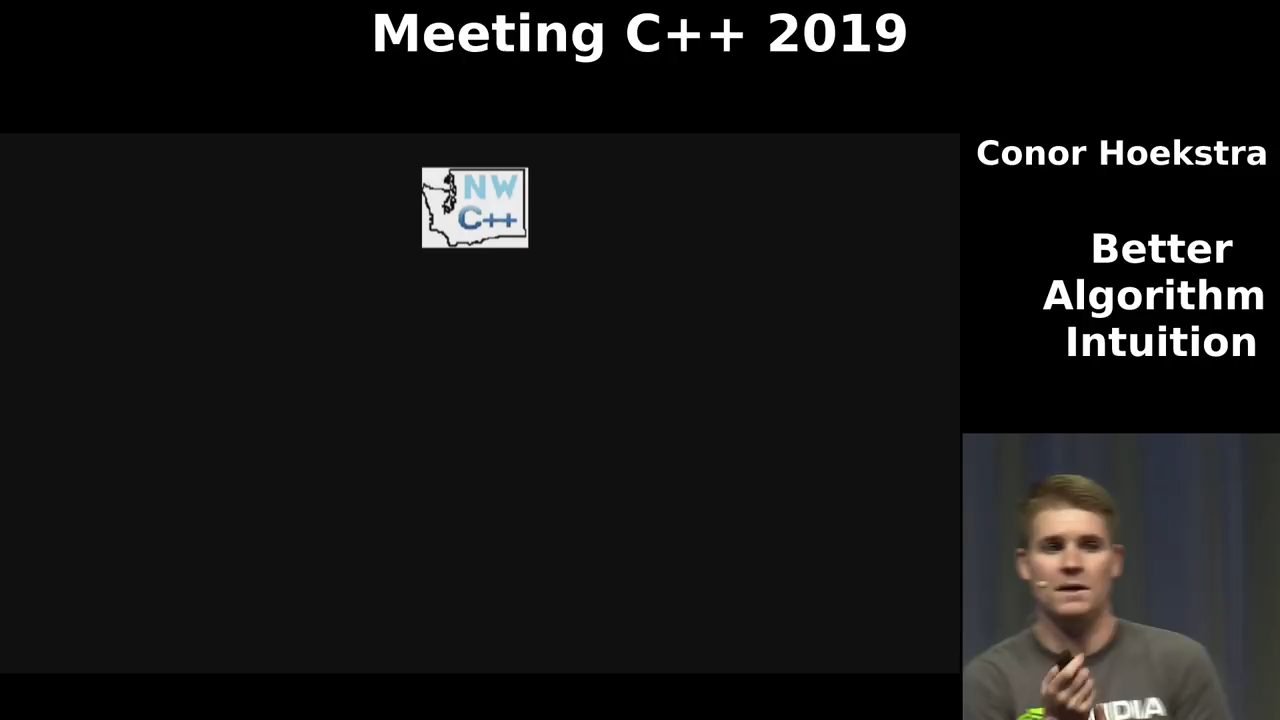 Meeting C++ 2019
NW
C++
Conor Hoekstra
Better
Algorithm
Intuition